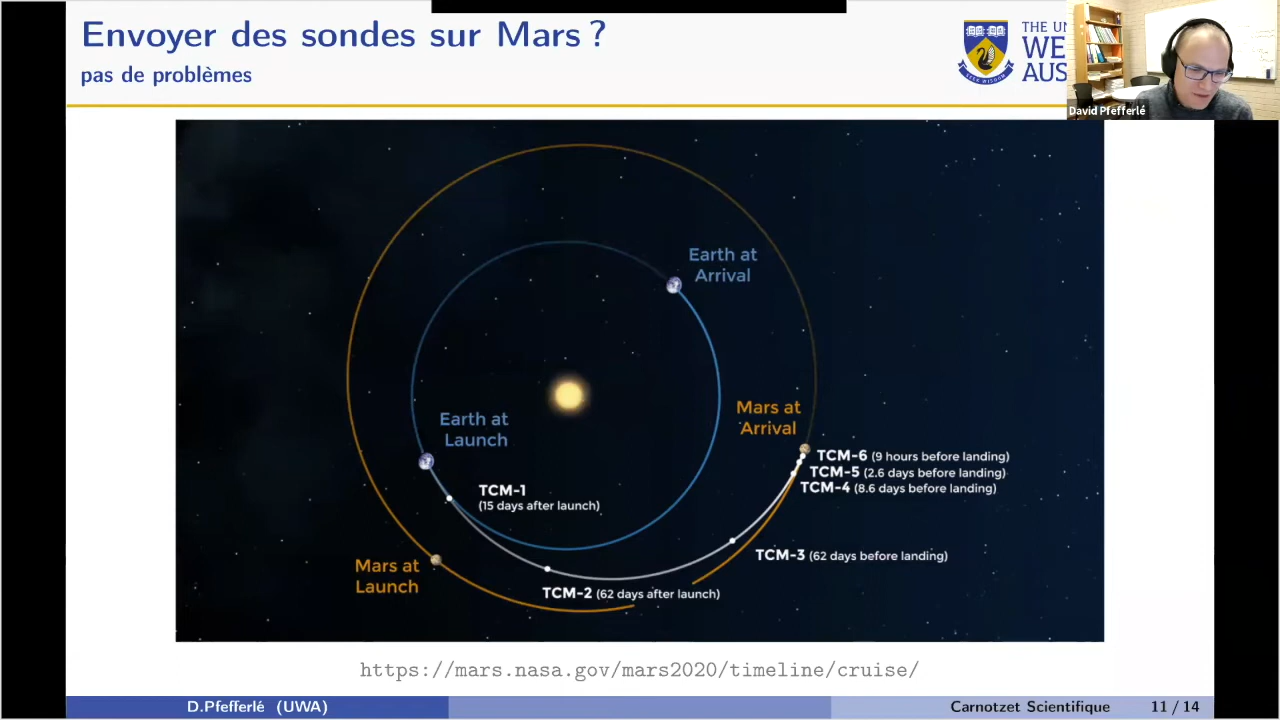 Envoyer des sondes sur Mars ?
pas de problèmes
THE
WE
AUS
David Pfefferlé
Earth at
Arrival
Mars at
Arrival
Earth at
Launch
TCM-6 (9 hours before landing)
TCM-5 (2.6 days before landing)
TCM-4 (8.6 days before landing)
TCM-1
(15 days after launch)
TCM-3 (62 days before landing)
Mars at
Launch
TCM-2 (62 days after launch)
https://mars.nasa.gov/mars2020/timeline/cruise/
D.Pfefferlé (UWA)
Carnotzet Scientifique
11 / 14